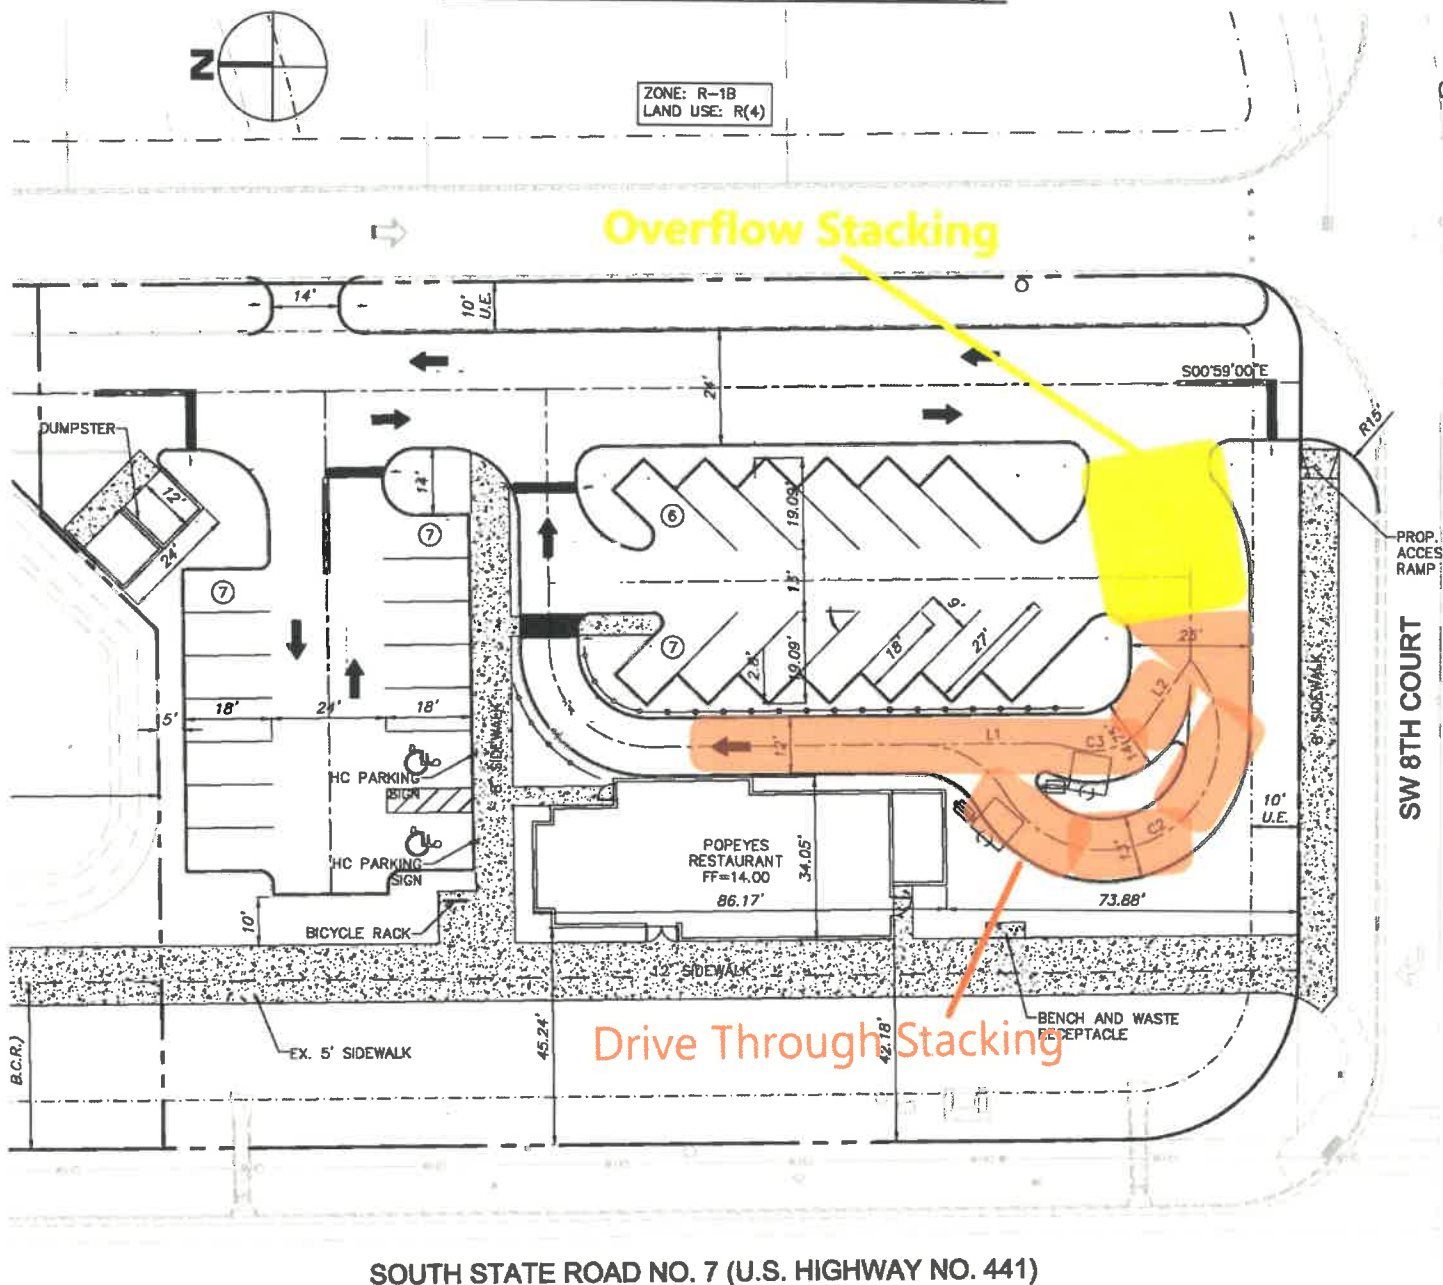 N
ZONE: R-1B
LAND USE: R(4)
Overflow Stacking
14'
10'
U.E.
24'
S00°59'00"E
R15'
DUMPSTER
12'
24'
14'
7
7
6
19.09'
13'
PROP.
ACCES
RAMP
7
2.8'
19.09'
9'
18'
27'
25'
L2
5'
18'
24'
18'
SIDEWALK
8' SIDEWALK
SW 8TH COURT
12'
L1
C3
14.75'
HC PARKING
SIGN
HC PARKING
SIGN
POPEYES
RESTAURANT
FF=14.00
34.05'
86.17'
C2
13'
10'
U.E.
73.88'
10'
BICYCLE RACK
12' SIDEWALK
BENCH AND WASTE
RECEPTACLE
EX. 5' SIDEWALK
B.C.R.)
45.24'
Drive Through Stacking
42.18'
SOUTH STATE ROAD NO. 7 (U.S. HIGHWAY NO. 441)